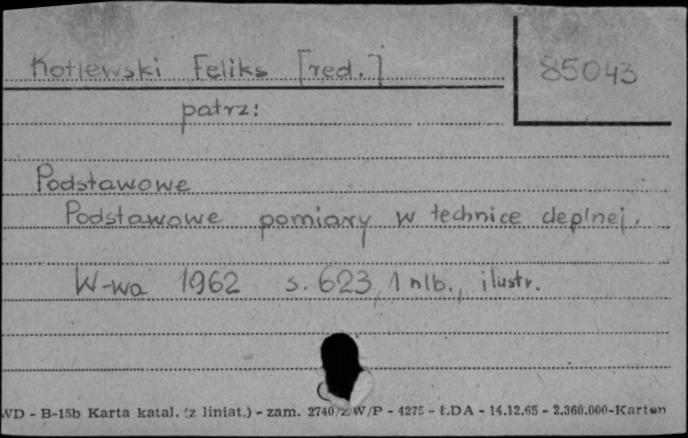 Kotlewski Feliks [red.]
85043
patrz:
Podstawowe
Podstawowe pomiary w technice cieplnej.
W-wa 1962 s. 623, 1 nlb., ilustr.
WD - B-15b Karta katal. (z liniat.) - zam. 2740/Z W/P - 4275 - ŁDA - 14.12.65 - 2.360.000-Karton